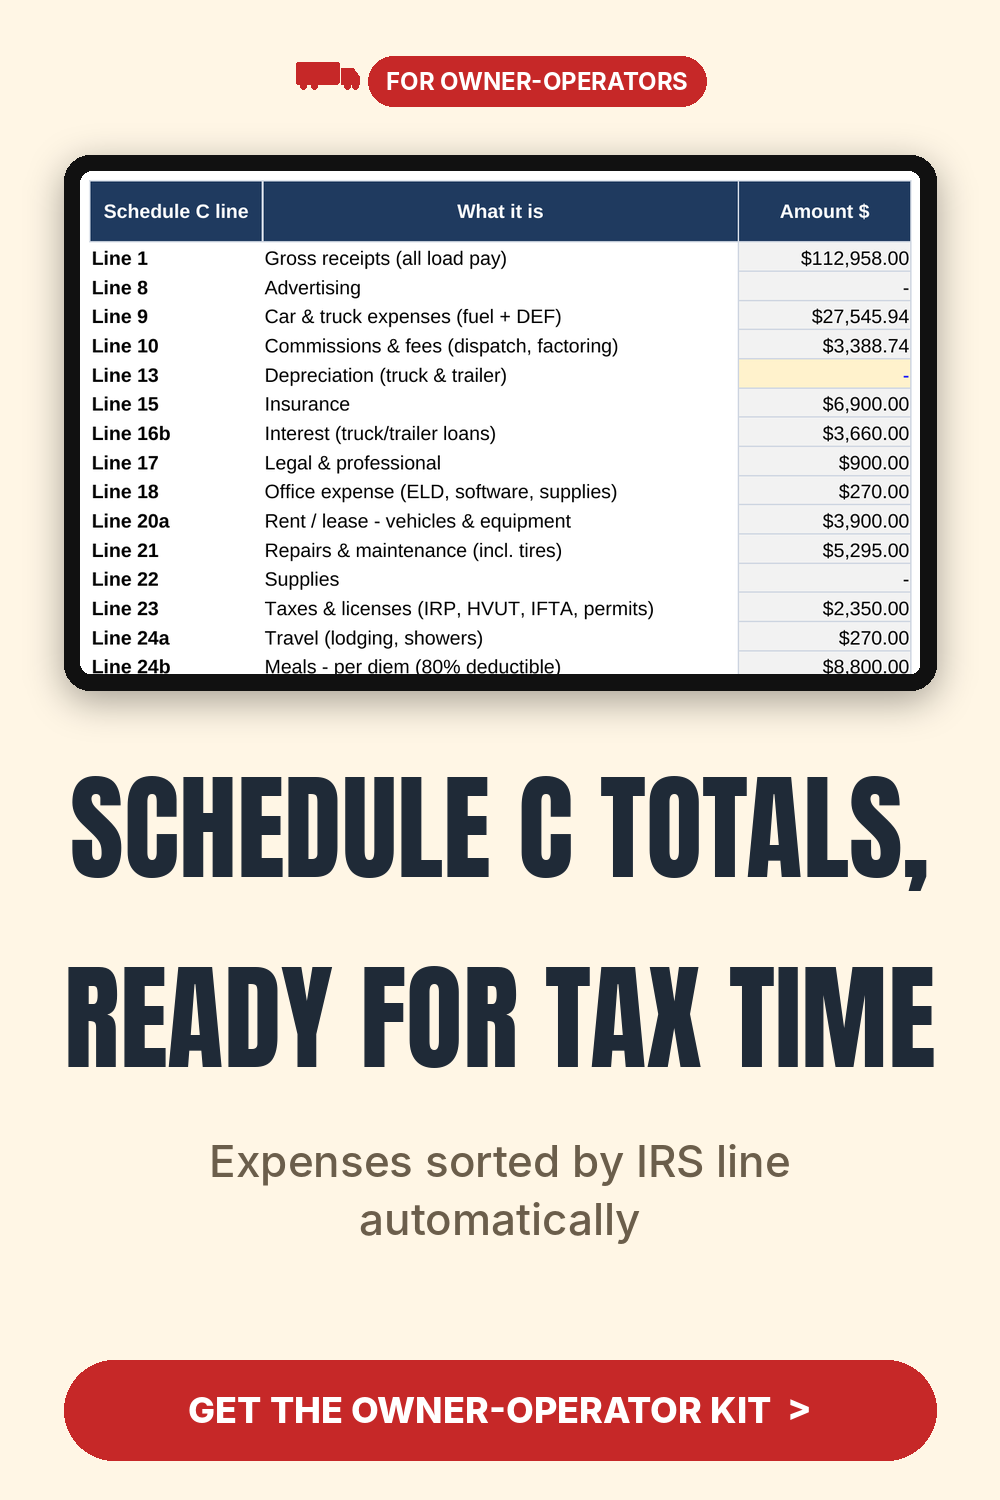 FOR OWNER-OPERATORS
Schedule C line What it is Amount $
Line 1 Gross receipts (all load pay) $112,958.00
Line 8 Advertising -
Line 9 Car & truck expenses (fuel + DEF) $27,545.94
Line 10 Commissions & fees (dispatch, factoring) $3,388.74
Line 13 Depreciation (truck & trailer) -
Line 15 Insurance $6,900.00
Line 16b Interest (truck/trailer loans) $3,660.00
Line 17 Legal & professional $900.00
Line 18 Office expense (ELD, software, supplies) $270.00
Line 20a Rent / lease - vehicles & equipment $3,900.00
Line 21 Repairs & maintenance (incl. tires) $5,295.00
Line 22 Supplies -
Line 23 Taxes & licenses (IRP, HVUT, IFTA, permits) $2,350.00
Line 24a Travel (lodging, showers) $270.00
Line 24b Meals - per diem (80% deductible) $8,800.00
SCHEDULE C TOTALS,
READY FOR TAX TIME
Expenses sorted by IRS line
automatically
GET THE OWNER-OPERATOR KIT >